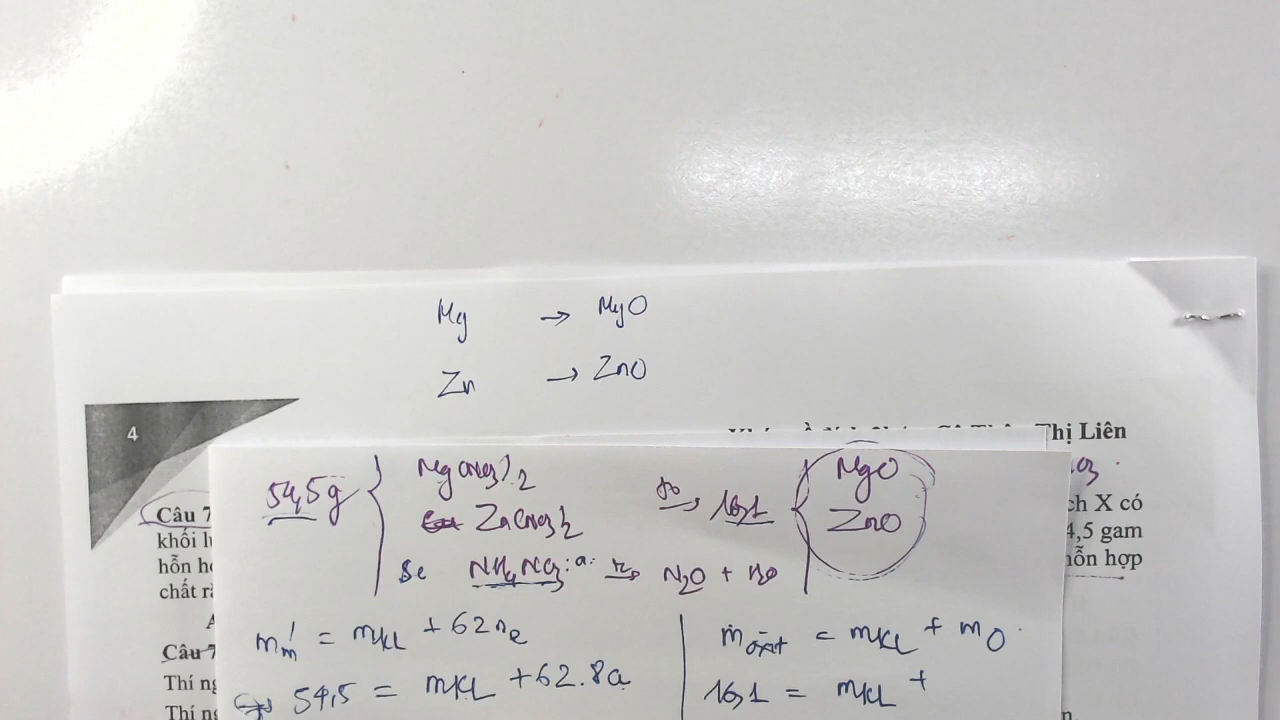 Mg → MgO
Zn → ZnO
4
Thị Liên
54,5g Mg(NO3)2 MgO
Zn(NO3)2 t° → 16,1 ZnO
NH4NO3: a. t° → N2O + H2O
Câu 7 ch X có
khối 4,5 gam
hỗn hỗn hợp
chất
m'm = mKL + 62ne moxit = mKL + mO
54,5 = mKL + 62.8a 16,1 = mKL +
Câu 7
Thí
Thí